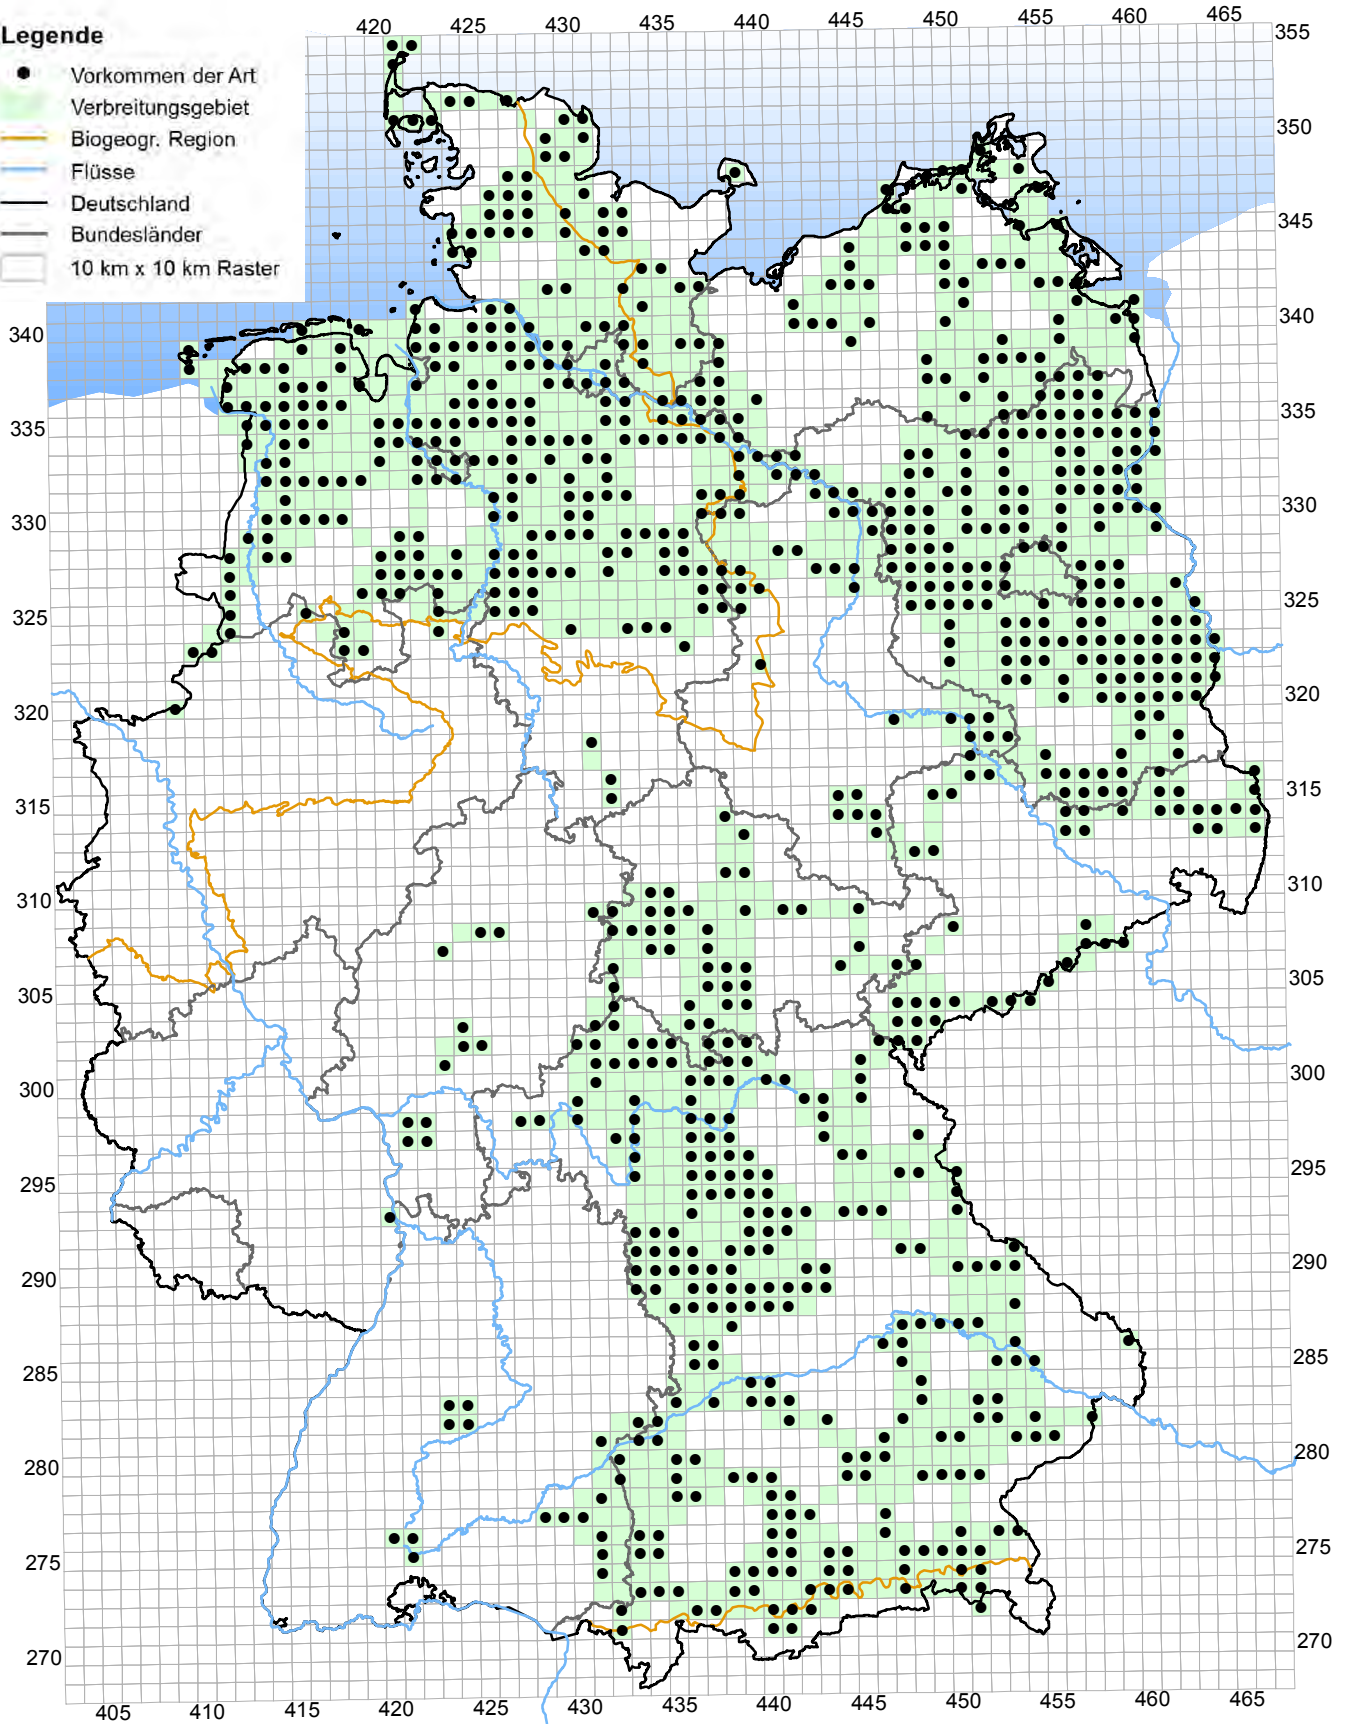 Legende
Vorkommen der Art
Verbreitungsgebiet
Biogeogr. Region
Flüsse
Deutschland
Bundesländer
10 km x 10 km Raster
420 425 430 435 440 445 450 455 460 465
355
350
345
340 340
335 335
330 330
325 325
320 320
315 315
310 310
305 305
300 300
295 295
290 290
285 285
280 280
275 275
270 270
405 410 415 420 425 430 435 440 445 450 455 460 465